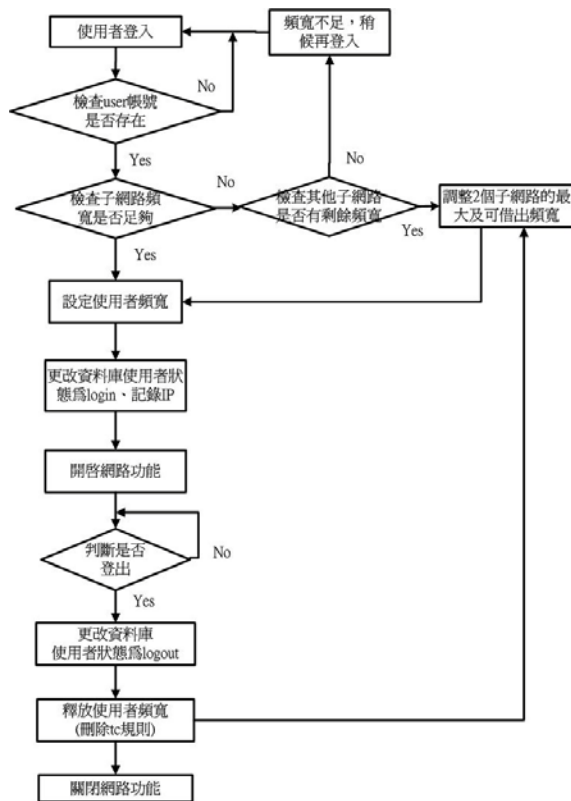 使用者登入
頻寬不足，稍
候再登入
No
檢查user帳號
是否存在
Yes
No
檢查子網路頻
寬是否足夠
No
檢查其他子網路
是否有剩餘頻寬
Yes
調整2個子網路的最
大及可借出頻寬
Yes
設定使用者頻寬
更改資料庫使用者狀
態為login、記錄IP
開啓網路功能
判斷是否
登出
No
Yes
更改資料庫
使用者狀態為logout
釋放使用者頻寬
(刪除tc規則)
關閉網路功能